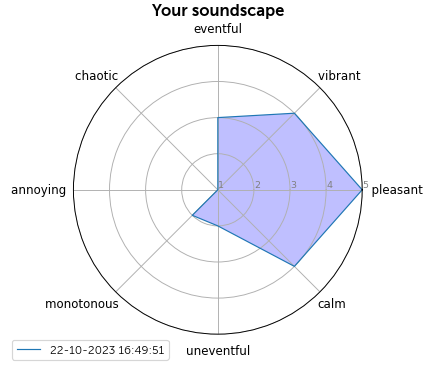 Your soundscape
eventful
chaotic
vibrant
annoying
1 2 3 4 5
pleasant
monotonous
calm
uneventful
22-10-2023 16:49:51